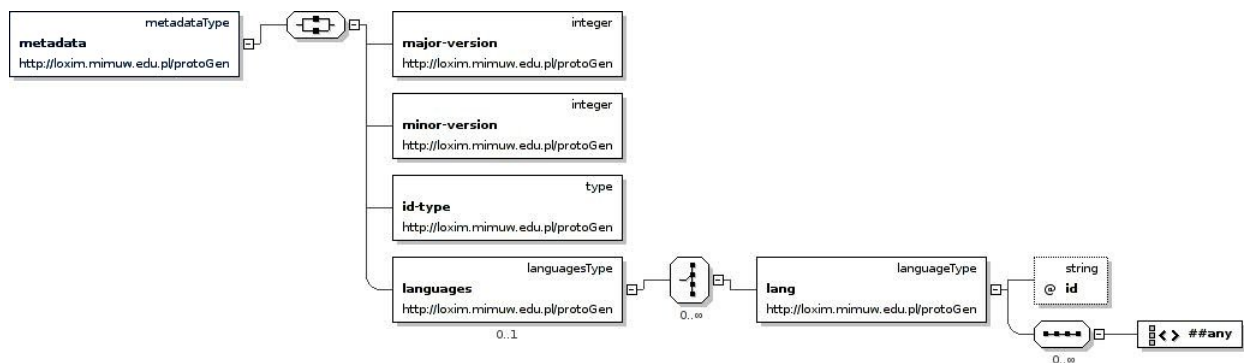 metadataType
metadata
http://loxim.mimuw.edu.pl/protoGen
integer
major-version
http://loxim.mimuw.edu.pl/protoGen
integer
minor-version
http://loxim.mimuw.edu.pl/protoGen
type
id-type
http://loxim.mimuw.edu.pl/protoGen
languagesType
languages
http://loxim.mimuw.edu.pl/protoGen
0..1
0..∞
languageType
lang
http://loxim.mimuw.edu.pl/protoGen
string
@ id
##any
0..∞